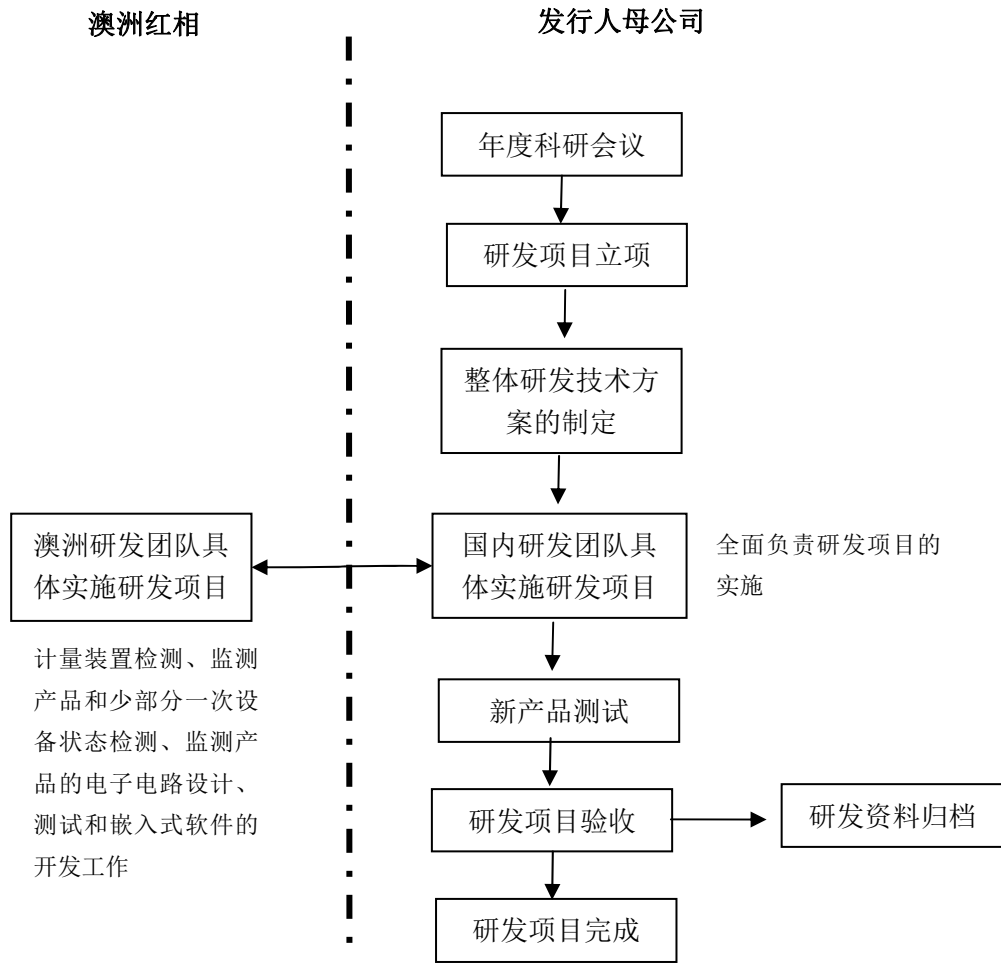 澳洲红相
发行人母公司
年度科研会议
研发项目立项
整体研发技术方
案的制定
澳洲研发团队具
体实施研发项目
国内研发团队具
体实施研发项目
全面负责研发项目的
实施
计量装置检测、监测
产品和少部分一次设
备状态检测、监测产
品的电子电路设计、
测试和嵌入式软件的
开发工作
新产品测试
研发项目验收
研发资料归档
研发项目完成